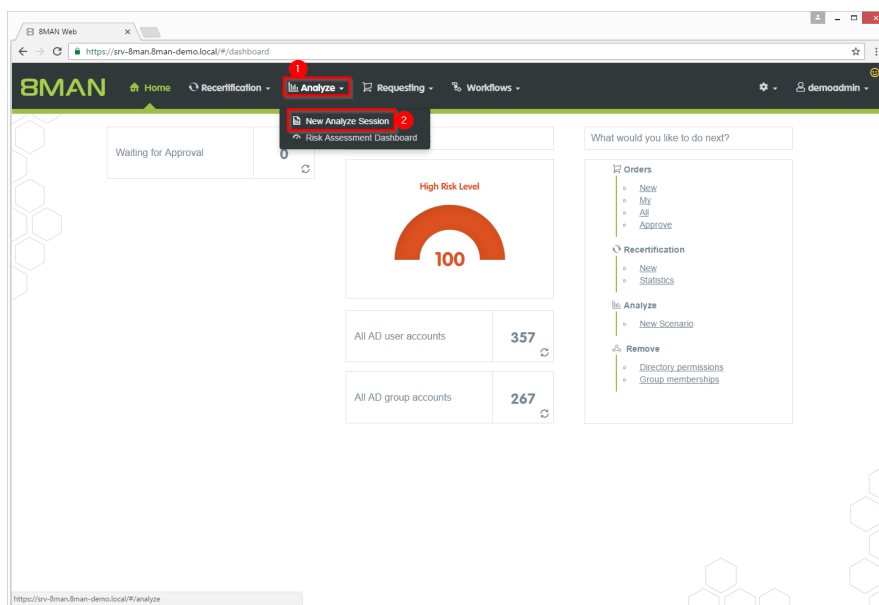 8MAN Web
https://srv-8man.8man-demo.local/#/dashboard
1
8MAN Home Recertification Analyze Requesting Workflows demoadmin
New Analyze Session 2
Risk Assessment Dashboard
Waiting for Approval 0
High Risk Level
100
All AD user accounts 357
All AD group accounts 267
What would you like to do next?
Orders
New
My
All
Approve
Recertification
New
Statistics
Analyze
New Scenario
Remove
Directory permissions
Group memberships
https://srv-8man.8man-demo.local/#/analyze